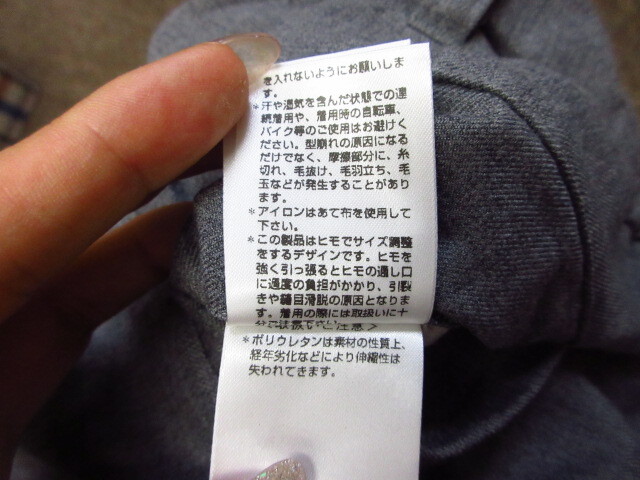 を入れないようにお願いしま
す。
*汗や湿気を含んだ状態での連
続着用や、着用時の自転車、
バイク等のご使用はお避けく
ださい。型崩れの原因になる
だけでなく、摩擦部分に、糸
切れ、毛抜け、毛羽立ち、毛
玉などが発生することがあり
ます。
*アイロンはあて布を使用して
下さい。
*この製品はヒモでサイズ調整
をするデザインです。ヒモを
強く引っ張るとヒモの通し口
に過度の負担がかかり、引裂
きや縫目滑脱の原因となりま
す。着用の際には取扱いに十
*ポリウレタンは素材の性質上、
経年劣化などにより伸縮性は
失われてきます。